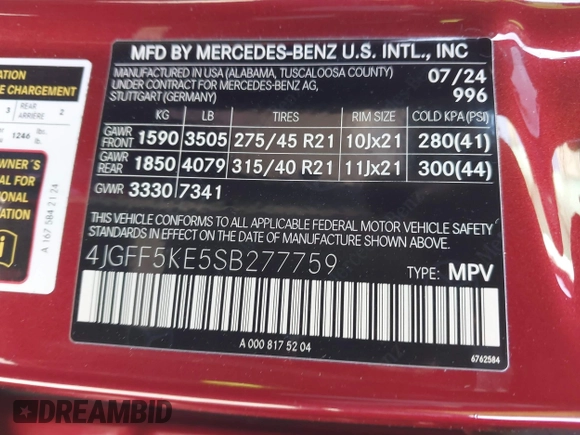 ATION
E CHARGEMENT
3 REAR ARRIERE 2
1246 lbs. lb.
WNER'S
AL FOR
ONAL
ATION
A 167 584 21 24
MFD BY MERCEDES-BENZ U.S. INTL., INC
MANUFACTURED IN USA (ALABAMA, TUSCALOOSA COUNTY) 07/24
UNDER CONTRACT FOR MERCEDES-BENZ AG, 996
STUTTGART (GERMANY)
KG LB TIRES RIM SIZE COLD KPA (PSI)
GAWR FRONT 1590 3505 275/45 R21 10Jx21 280(41)
GAWR REAR 1850 4079 315/40 R21 11Jx21 300(44)
GVWR 3330 7341
THIS VEHICLE CONFORMS TO ALL APPLICABLE FEDERAL MOTOR VEHICLE SAFETY
STANDARDS IN EFFECT ON THE DATE OF MANUFACTURE SHOWN ABOVE.
4JGFF5KE5SB277759 TYPE: MPV
A 000 817 52 04
6762584
DREAMBID